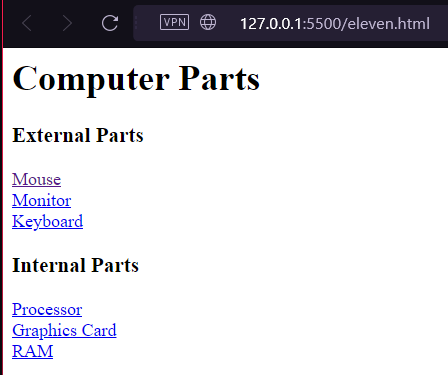 VPN 127.0.0.1:5500/eleven.html
Computer Parts
External Parts
Mouse
Monitor
Keyboard
Internal Parts
Processor
Graphics Card
RAM